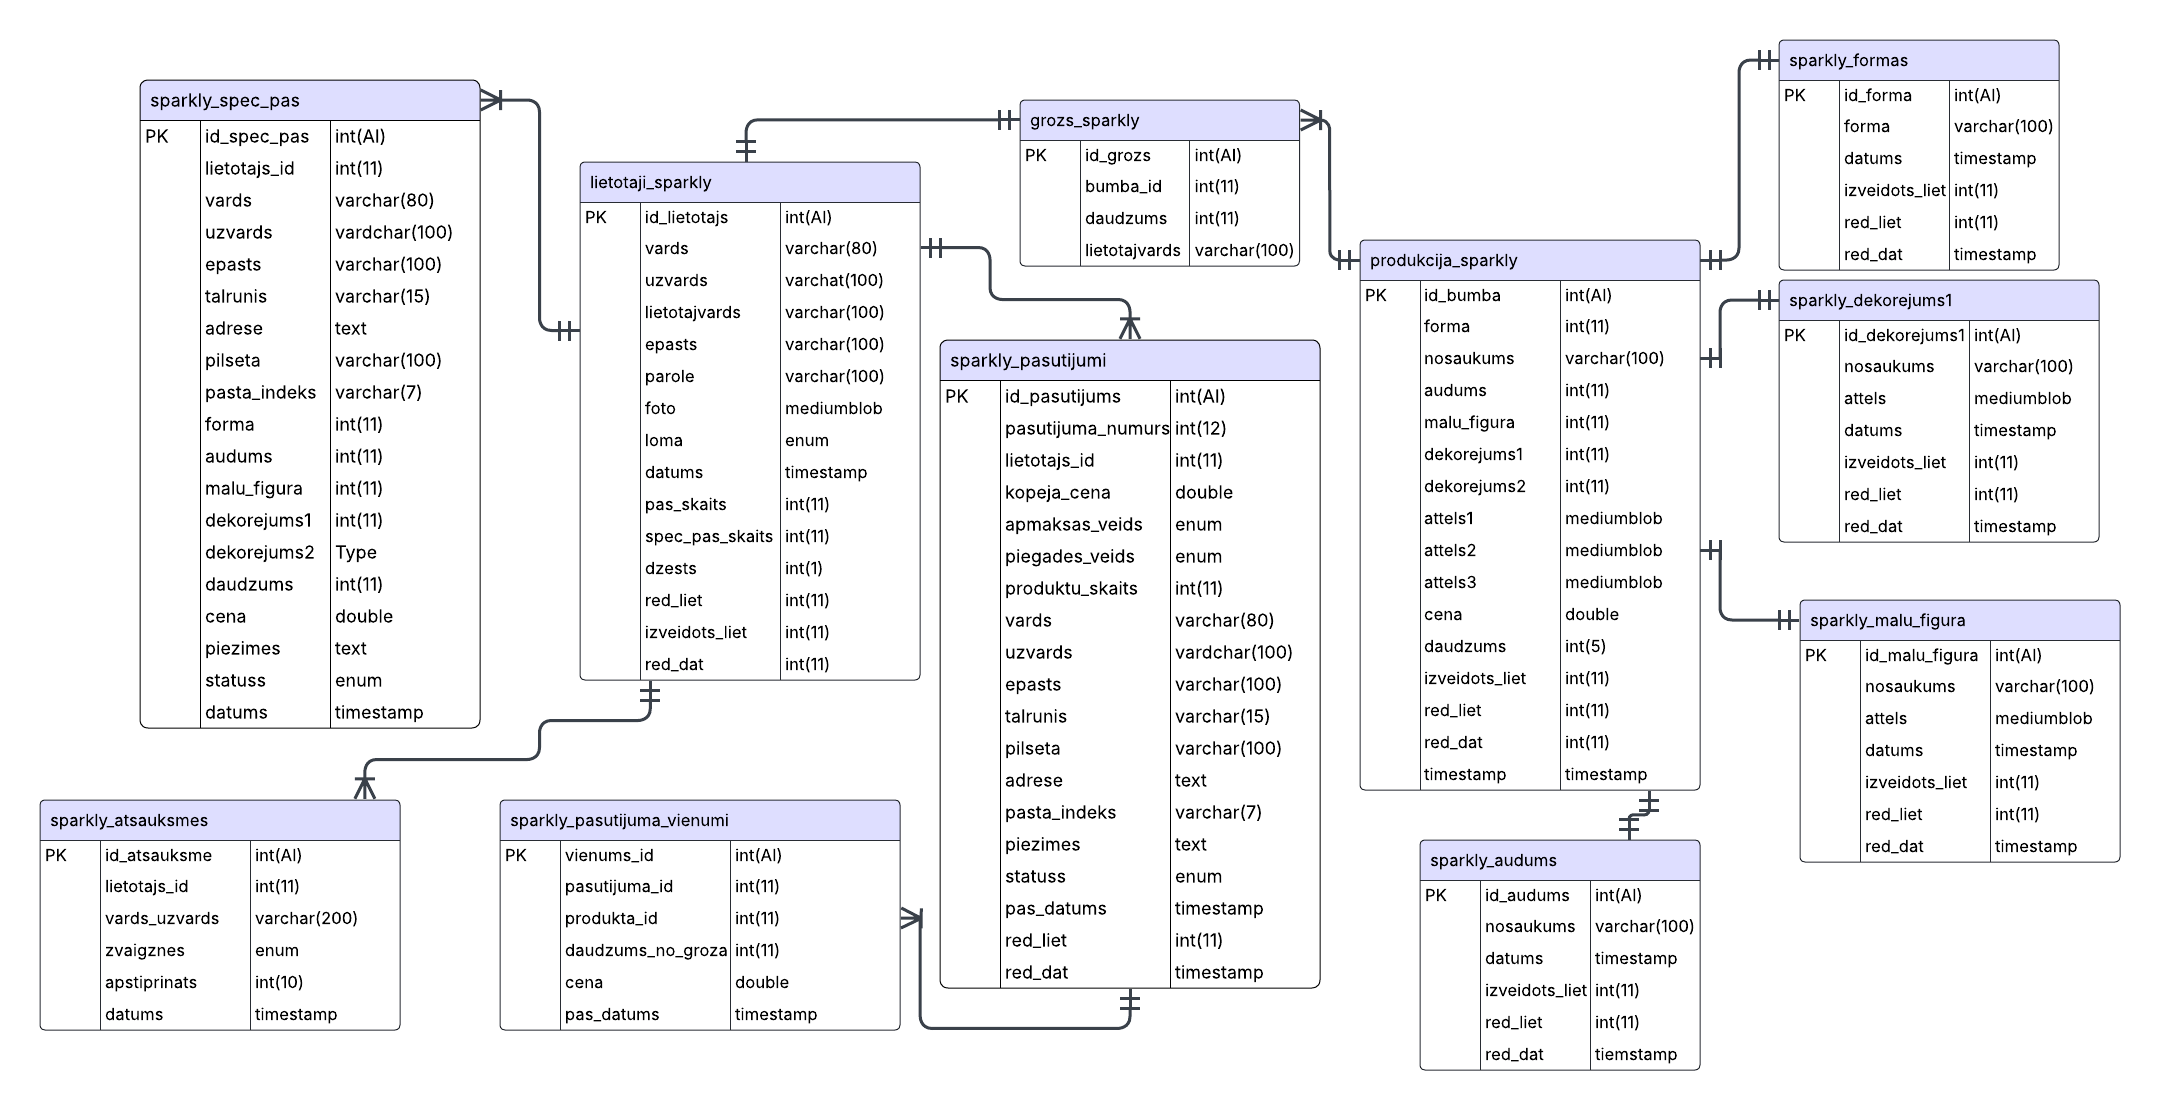 sparkly_spec_pas
PK id_spec_pas int(AI)
lietotajs_id int(11)
vards varchar(80)
uzvards vardchar(100)
epasts varchar(100)
talrunis varchar(15)
adrese text
pilseta varchar(100)
pasta_indeks varchar(7)
forma int(11)
audums int(11)
malu_figura int(11)
dekorejums1 int(11)
dekorejums2 Type
daudzums int(11)
cena double
piezimes text
statuss enum
datums timestamp
lietotaji_sparkly
PK id_lietotajs int(AI)
vards varchar(80)
uzvards varchat(100)
lietotajvards varchar(100)
epasts varchar(100)
parole varchar(100)
foto mediumblob
loma enum
datums timestamp
pas_skaits int(11)
spec_pas_skaits int(11)
dzests int(1)
red_liet int(11)
izveidots_liet int(11)
red_dat int(11)
grozs_sparkly
PK id_grozs int(AI)
bumba_id int(11)
daudzums int(11)
lietotajvards varchar(100)
sparkly_pasutijumi
PK id_pasutijums int(AI)
pasutijuma_numurs int(12)
lietotajs_id int(11)
kopeja_cena double
apmaksas_veids enum
piegades_veids enum
produktu_skaits int(11)
vards varchar(80)
uzvards vardchar(100)
epasts varchar(100)
talrunis varchar(15)
pilseta varchar(100)
adrese text
pasta_indeks varchar(7)
piezimes text
statuss enum
pas_datums timestamp
red_liet int(11)
red_dat timestamp
produkcija_sparkly
PK id_bumba int(AI)
forma int(11)
nosaukums varchar(100)
audums int(11)
malu_figura int(11)
dekorejums1 int(11)
dekorejums2 int(11)
attels1 mediumblob
attels2 mediumblob
attels3 mediumblob
cena double
daudzums int(5)
izveidots_liet int(11)
red_liet int(11)
red_dat int(11)
timestamp timestamp
sparkly_formas
PK id_forma int(AI)
forma varchar(100)
datums timestamp
izveidots_liet int(11)
red_liet int(11)
red_dat timestamp
sparkly_dekorejums1
PK id_dekorejums1 int(AI)
nosaukums varchar(100)
attels mediumblob
datums timestamp
izveidots_liet int(11)
red_liet int(11)
red_dat timestamp
sparkly_malu_figura
PK id_malu_figura int(AI)
nosaukums varchar(100)
attels mediumblob
datums timestamp
izveidots_liet int(11)
red_liet int(11)
red_dat timestamp
sparkly_atsauksmes
PK id_atsauksme int(AI)
lietotajs_id int(11)
vards_uzvards varchar(200)
zvaigznes enum
apstiprinats int(10)
datums timestamp
sparkly_pasutijuma_vienumi
PK vienums_id int(AI)
pasutijuma_id int(11)
produkta_id int(11)
daudzums_no_groza int(11)
cena double
pas_datums timestamp
sparkly_audums
PK id_audums int(AI)
nosaukums varchar(100)
datums timestamp
izveidots_liet int(11)
red_liet int(11)
red_dat tiemstamp